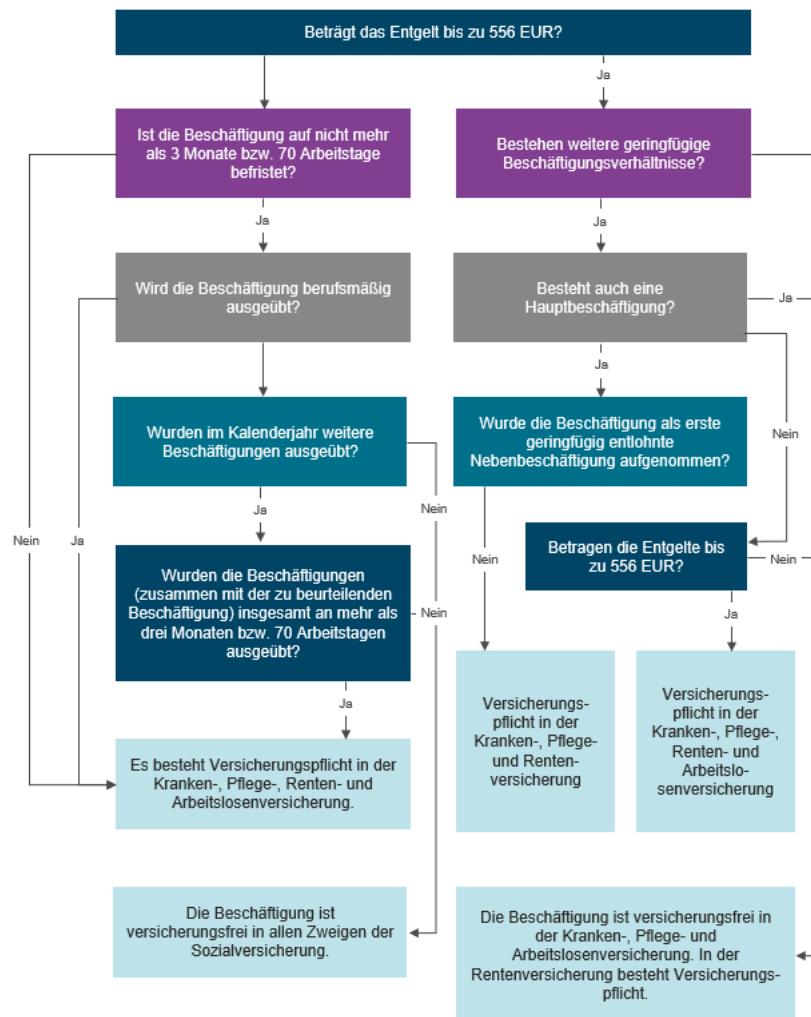 Beträgt das Entgelt bis zu 556 EUR?
Ja
Ist die Beschäftigung auf nicht mehr
als 3 Monate bzw. 70 Arbeitstage
befristet?
Bestehen weitere geringfügige
Beschäftigungsverhältnisse?
Ja
Ja
Wird die Beschäftigung berufsmäßig
ausgeübt?
Besteht auch eine
Hauptbeschäftigung?
Ja
Ja
Wurden im Kalenderjahr weitere
Beschäftigungen ausgeübt?
Wurde die Beschäftigung als erste
geringfügig entlohnte
Nebenbeschäftigung aufgenommen?
Nein
Ja
Nein
Nein
Ja
Wurden die Beschäftigungen
(zusammen mit der zu beurteilenden
Beschäftigung) insgesamt an mehr als
drei Monaten bzw. 70 Arbeitstagen
ausgeübt?
Nein
Nein
Betragen die Entgelte bis
zu 556 EUR?
Nein
Ja
Ja
Es besteht Versicherungspflicht in der
Kranken-, Pflege-, Renten- und
Arbeitslosenversicherung.
Versicherungs-
pflicht in der
Kranken-, Pflege-
und Renten-
versicherung
Versicherungs-
pflicht in der
Kranken-, Pflege-,
Renten- und
Arbeitslo-
senversicherung
Die Beschäftigung ist
versicherungsfrei in allen Zweigen der
Sozialversicherung.
Die Beschäftigung ist versicherungsfrei in
der Kranken-, Pflege- und
Arbeitslosenversicherung. In der
Rentenversicherung besteht Versicherungs-
pflicht.